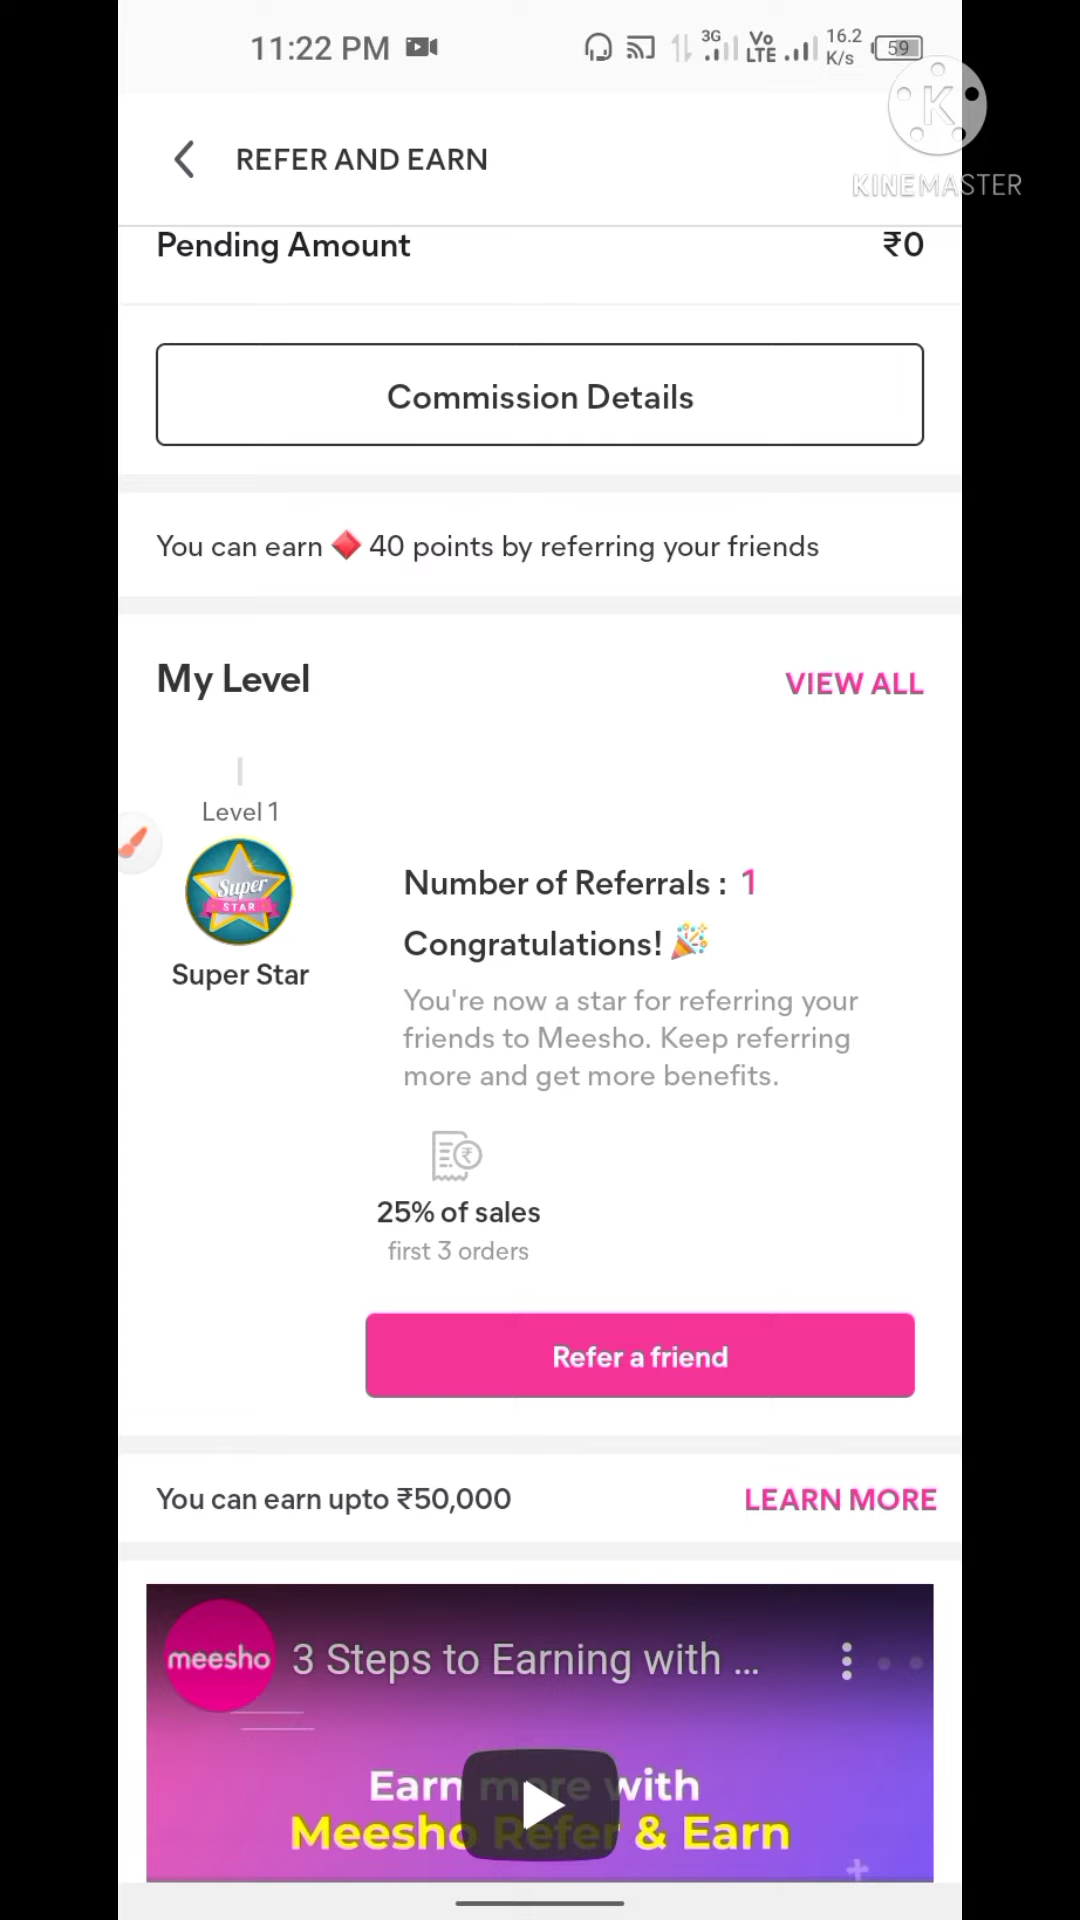 11:22 PM 3G Vo LTE 16.2 K/s 59
K
KINEMASTER
REFER AND EARN
Pending Amount ₹0
Commission Details
You can earn 40 points by referring your friends
My Level VIEW ALL
Level 1
Super STAR
Super Star
Number of Referrals : 1
Congratulations!
You're now a star for referring your
friends to Meesho. Keep referring
more and get more benefits.
25% of sales
first 3 orders
Refer a friend
You can earn upto ₹50,000 LEARN MORE
meesho 3 Steps to Earning with ...
Earn more with
Meesho Refer & Earn